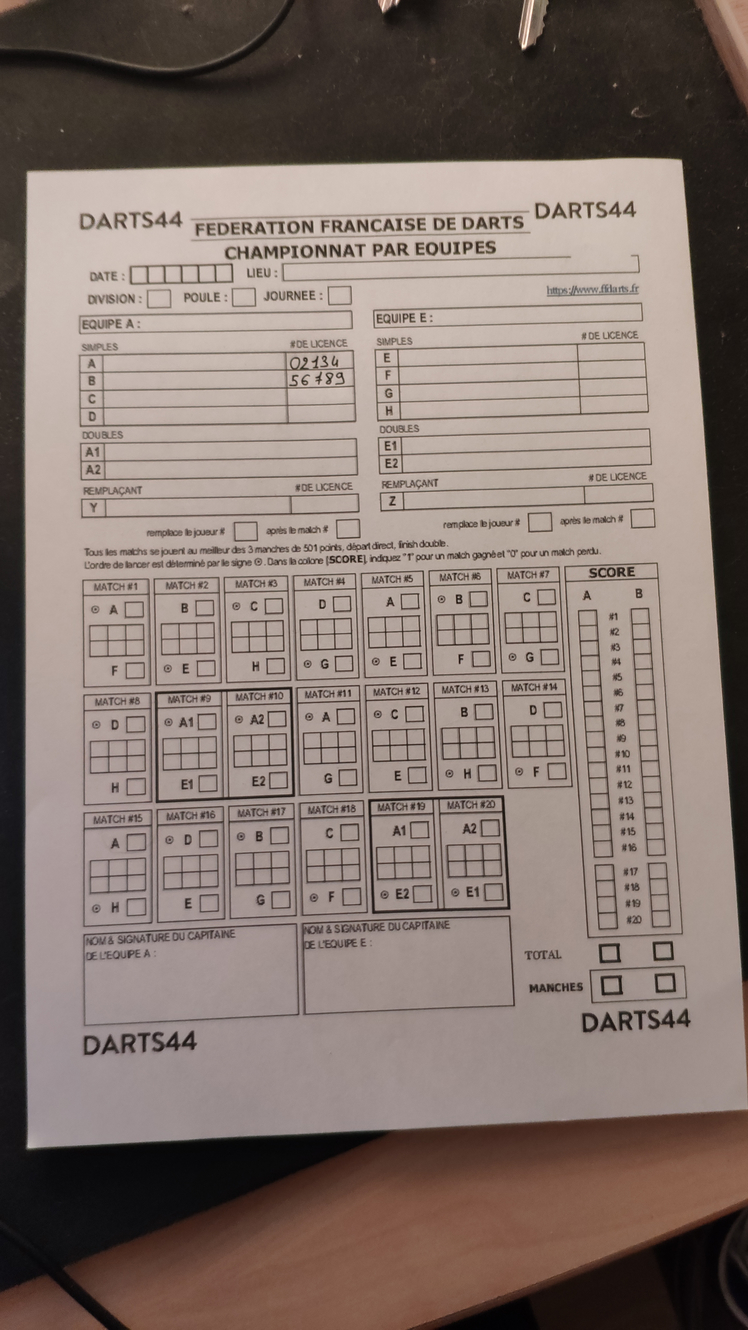 DARTS44 FEDERATION FRANCAISE DE DARTS DARTS44
CHAMPIONNAT PAR EQUIPES
DATE : LIEU :
DIVISION : POULE : JOURNEE : https://www.ffdarts.fr
EQUIPE A : EQUIPE E :
SIMPLES # DE LICENCE SIMPLES # DE LICENCE
A 02134 E
B 56789 F
C G
D H
DOUBLES DOUBLES
A1 E1
A2 E2
REMPLAÇANT # DE LICENCE REMPLAÇANT # DE LICENCE
Y Z
remplace le joueur # après le match # remplace le joueur # après le match #
Tous les matchs se jouent au meilleur des 3 manches de 501 points, départ direct, finish double.
L'ordre de lancer est déterminé par le signe ⊙. Dans la colone [SCORE], indiquez "1" pour un match gagné et "0" pour un match perdu.
MATCH #1 MATCH #2 MATCH #3 MATCH #4 MATCH #5 MATCH #6 MATCH #7
⊙ A B ⊙ C D A ⊙ B C
F ⊙ E H ⊙ G ⊙ E F ⊙ G
MATCH #8 MATCH #9 MATCH #10 MATCH #11 MATCH #12 MATCH #13 MATCH #14
⊙ D ⊙ A1 ⊙ A2 ⊙ A ⊙ C B D
H E1 E2 G E ⊙ H ⊙ F
MATCH #15 MATCH #16 MATCH #17 MATCH #18 MATCH #19 MATCH #20
A ⊙ D ⊙ B C A1 A2
⊙ H E G ⊙ F ⊙ E2 ⊙ E1
SCORE
A B
#1
#2
#3
#4
#5
#6
#7
#8
#9
#10
#11
#12
#13
#14
#15
#16
#17
#18
#19
#20
NOM & SIGNATURE DU CAPITAINE NOM & SIGNATURE DU CAPITAINE
DE L'EQUIPE A : DE L'EQUIPE E :
TOTAL
MANCHES
DARTS44 DARTS44